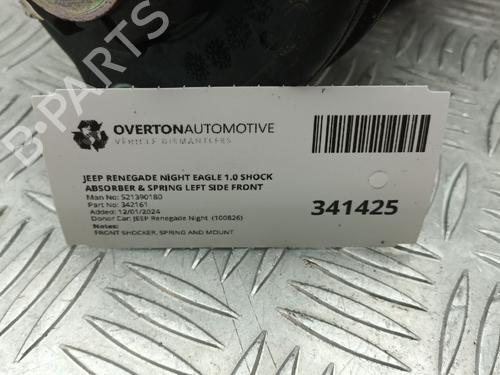 B-PARTS
OVERTONAUTOMOTIVE
VEHICLE DISMANTLERS
JEEP RENEGADE NIGHT EAGLE 1.0 SHOCK
ABSORBER & SPRING LEFT SIDE FRONT
Man No: 521390180
Part No: 342161
Added: 12/01/2024
Donor Car: JEEP Renegade Night (100826)
Notes:
FRONT SHOCKER, SPRING AND MOUNT
341425